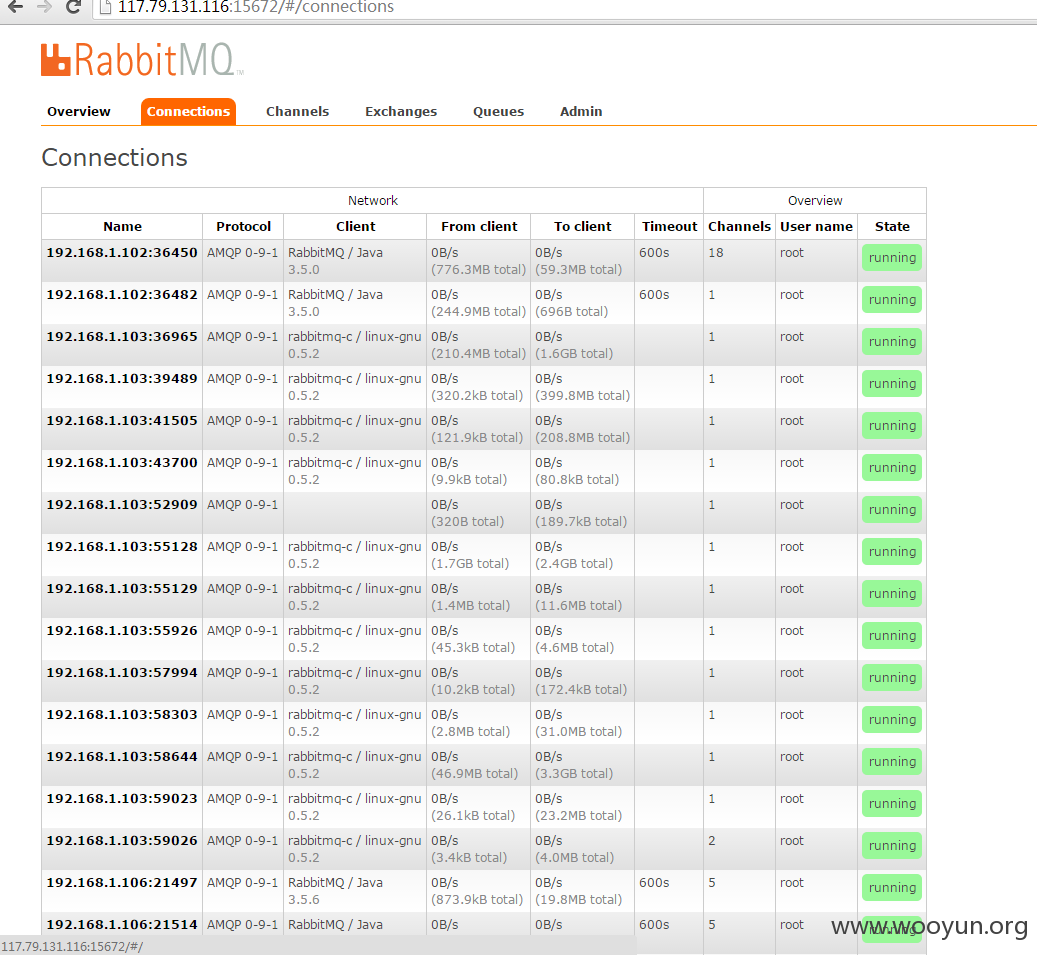 117.79.131.116:15672/#/connections
RabbitMQ™
Overview Connections Channels Exchanges Queues Admin
Connections
Network Overview
Name Protocol Client From client To client Timeout Channels User name State
192.168.1.102:36450 AMQP 0-9-1 RabbitMQ / Java 0B/s 0B/s 600s 18 root running
3.5.0 (776.3MB total) (59.3MB total)
192.168.1.102:36482 AMQP 0-9-1 RabbitMQ / Java 0B/s 0B/s 600s 1 root running
3.5.0 (244.9MB total) (696B total)
192.168.1.103:36965 AMQP 0-9-1 rabbitmq-c / linux-gnu 0B/s 0B/s 1 root running
0.5.2 (210.4MB total) (1.6GB total)
192.168.1.103:39489 AMQP 0-9-1 rabbitmq-c / linux-gnu 0B/s 0B/s 1 root running
0.5.2 (320.2kB total) (399.8MB total)
192.168.1.103:41505 AMQP 0-9-1 rabbitmq-c / linux-gnu 0B/s 0B/s 1 root running
0.5.2 (121.9kB total) (208.8MB total)
192.168.1.103:43700 AMQP 0-9-1 rabbitmq-c / linux-gnu 0B/s 0B/s 1 root running
0.5.2 (9.9kB total) (80.8kB total)
192.168.1.103:52909 AMQP 0-9-1 0B/s 0B/s 1 root running
(320B total) (189.7kB total)
192.168.1.103:55128 AMQP 0-9-1 rabbitmq-c / linux-gnu 0B/s 0B/s 1 root running
0.5.2 (1.7GB total) (2.4GB total)
192.168.1.103:55129 AMQP 0-9-1 rabbitmq-c / linux-gnu 0B/s 0B/s 1 root running
0.5.2 (1.4MB total) (11.6MB total)
192.168.1.103:55926 AMQP 0-9-1 rabbitmq-c / linux-gnu 0B/s 0B/s 1 root running
0.5.2 (45.3kB total) (4.6MB total)
192.168.1.103:57994 AMQP 0-9-1 rabbitmq-c / linux-gnu 0B/s 0B/s 1 root running
0.5.2 (10.2kB total) (172.4kB total)
192.168.1.103:58303 AMQP 0-9-1 rabbitmq-c / linux-gnu 0B/s 0B/s 1 root running
0.5.2 (2.8MB total) (31.0MB total)
192.168.1.103:58644 AMQP 0-9-1 rabbitmq-c / linux-gnu 0B/s 0B/s 1 root running
0.5.2 (46.9MB total) (3.3GB total)
192.168.1.103:59023 AMQP 0-9-1 rabbitmq-c / linux-gnu 0B/s 0B/s 1 root running
0.5.2 (26.1kB total) (23.2MB total)
192.168.1.103:59026 AMQP 0-9-1 rabbitmq-c / linux-gnu 0B/s 0B/s 2 root running
0.5.2 (3.4kB total) (4.0MB total)
192.168.1.106:21497 AMQP 0-9-1 RabbitMQ / Java 0B/s 0B/s 600s 5 root running
3.5.6 (873.9kB total) (19.8MB total)
192.168.1.106:21514 AMQP 0-9-1 RabbitMQ / Java 0B/s 0B/s 600s 5 root running
www.wooyun.org
117.79.131.116:15672/#/